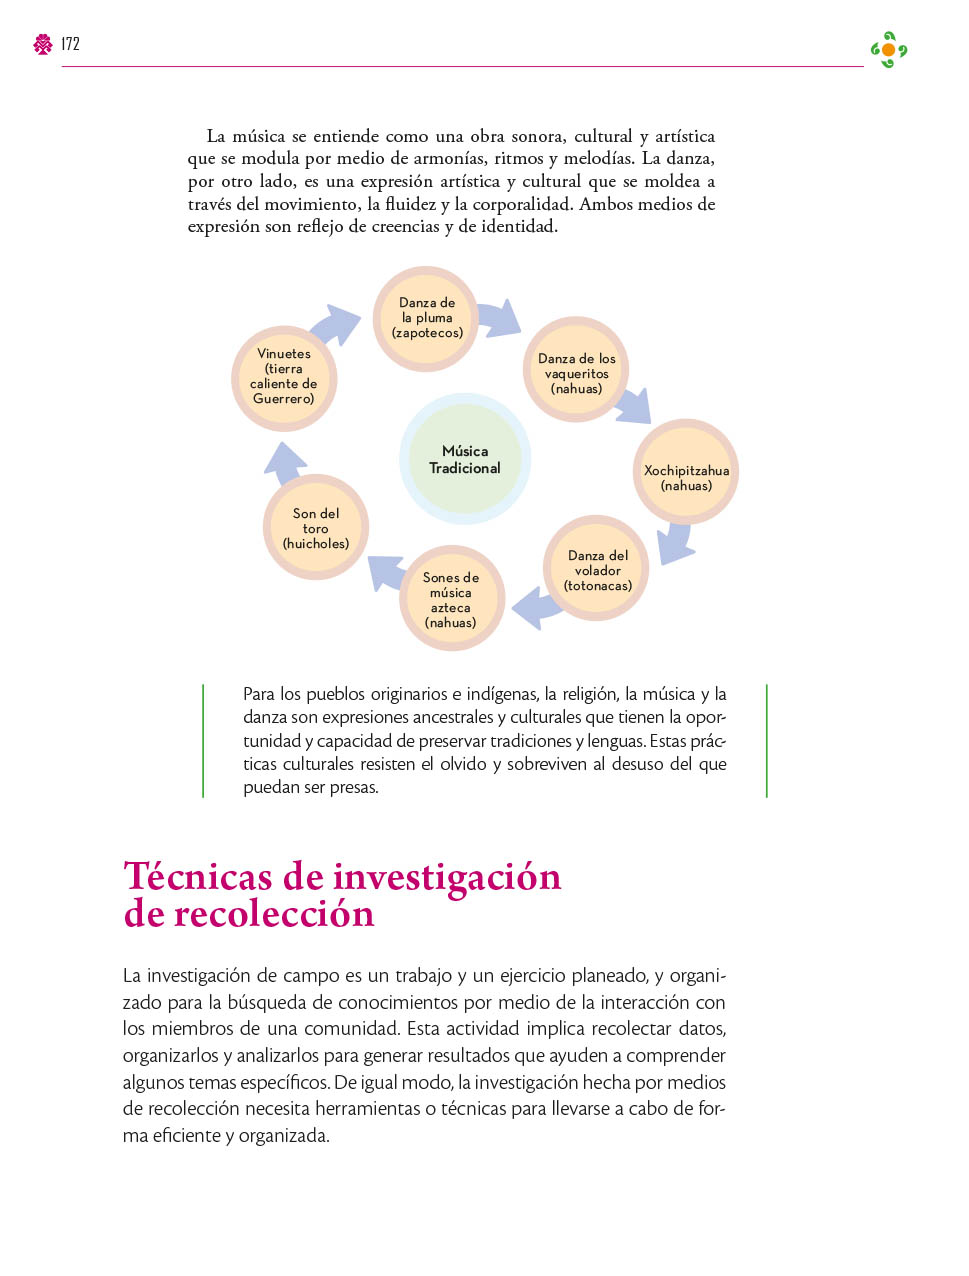 172
La música se entiende como una obra sonora, cultural y artística
que se modula por medio de armonías, ritmos y melodías. La danza,
por otro lado, es una expresión artística y cultural que se moldea a
través del movimiento, la fluidez y la corporalidad. Ambos medios de
expresión son reflejo de creencias y de identidad.
Danza de
la pluma
(zapotecos)
Danza de los
vaqueritos
(nahuas)
Xochipitzahua
(nahuas)
Danza del
volador
(totonacas)
Sones de
música
azteca
(nahuas)
Son del
toro
(huicholes)
Vinuetes
(tierra
caliente de
Guerrero)
Música
Tradicional
Para los pueblos originarios e indígenas, la religión, la música y la
danza son expresiones ancestrales y culturales que tienen la opor-
tunidad y capacidad de preservar tradiciones y lenguas. Estas prác-
ticas culturales resisten el olvido y sobreviven al desuso del que
puedan ser presas.
Técnicas de investigación
de recolección
La investigación de campo es un trabajo y un ejercicio planeado, y organi-
zado para la búsqueda de conocimientos por medio de la interacción con
los miembros de una comunidad. Esta actividad implica recolectar datos,
organizarlos y analizarlos para generar resultados que ayuden a comprender
algunos temas específicos. De igual modo, la investigación hecha por medios
de recolección necesita herramientas o técnicas para llevarse a cabo de for-
ma eficiente y organizada.